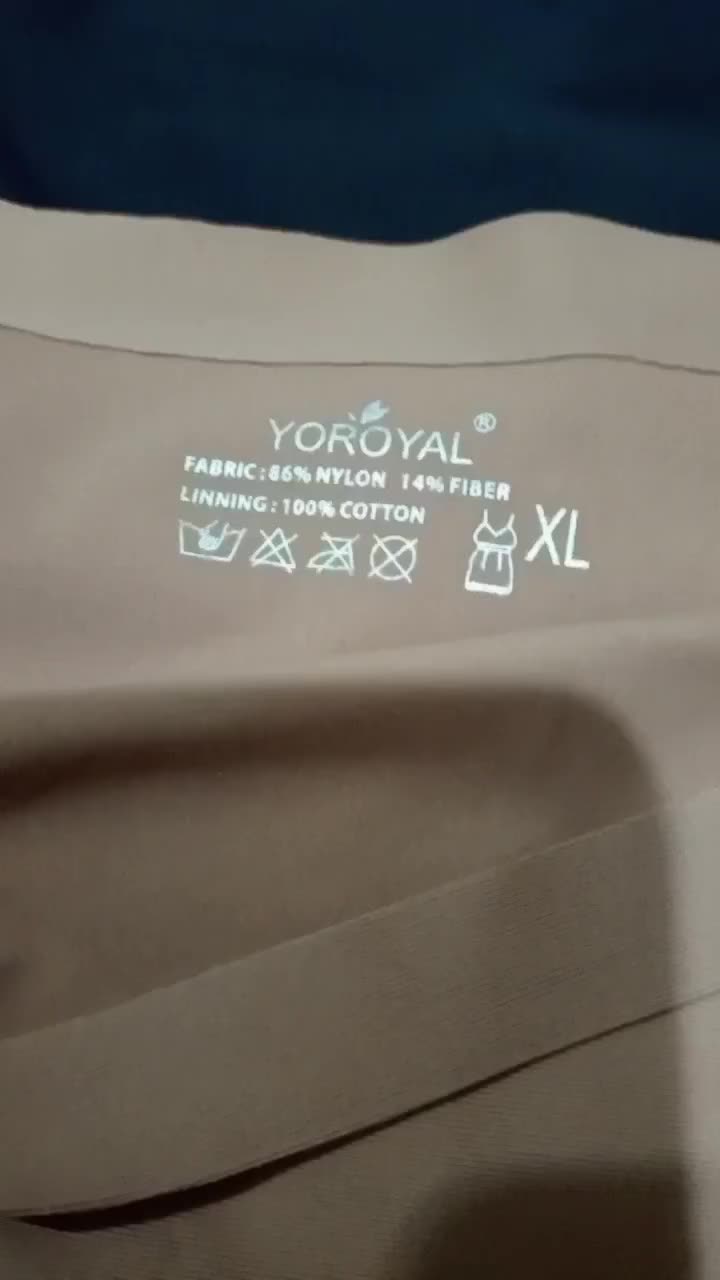 YOROYAL®
FABRIC:86% NYLON 14% FIBER
LINNING:100% COTTON
XL